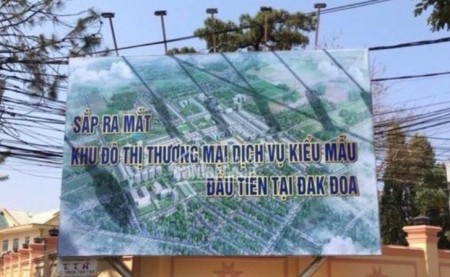 SẮP RA MẮT
KHU ĐÔ THỊ THƯƠNG MẠI DỊCH VỤ KIỂU MẪU
ĐẦU TIÊN TẠI ĐAK ĐOA